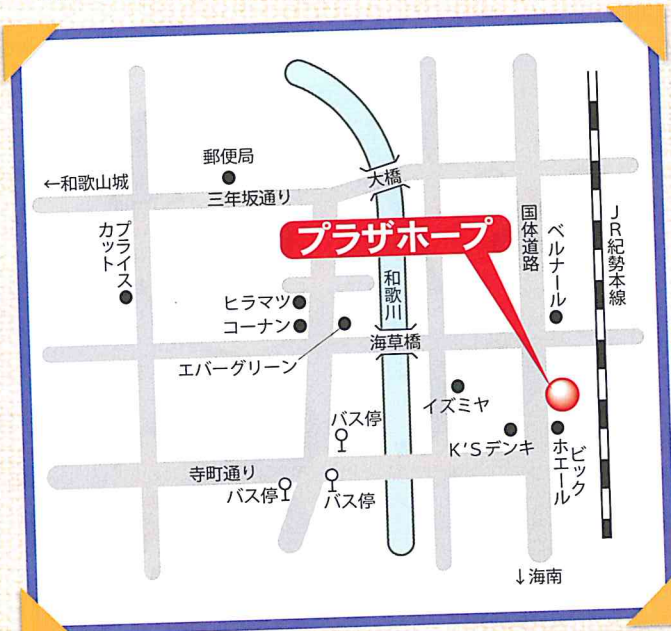 郵便局
←和歌山城
三年坂通り
大橋
プライス
カット
プラザホープ
国体道路
ベルナール
JR紀勢本線
和歌川
ヒラマツ
コーナン
エバーグリーン
海草橋
イズミヤ
K'Sデンキ
ビック
ホエール
バス停
寺町通り
バス停
バス停
↓海南